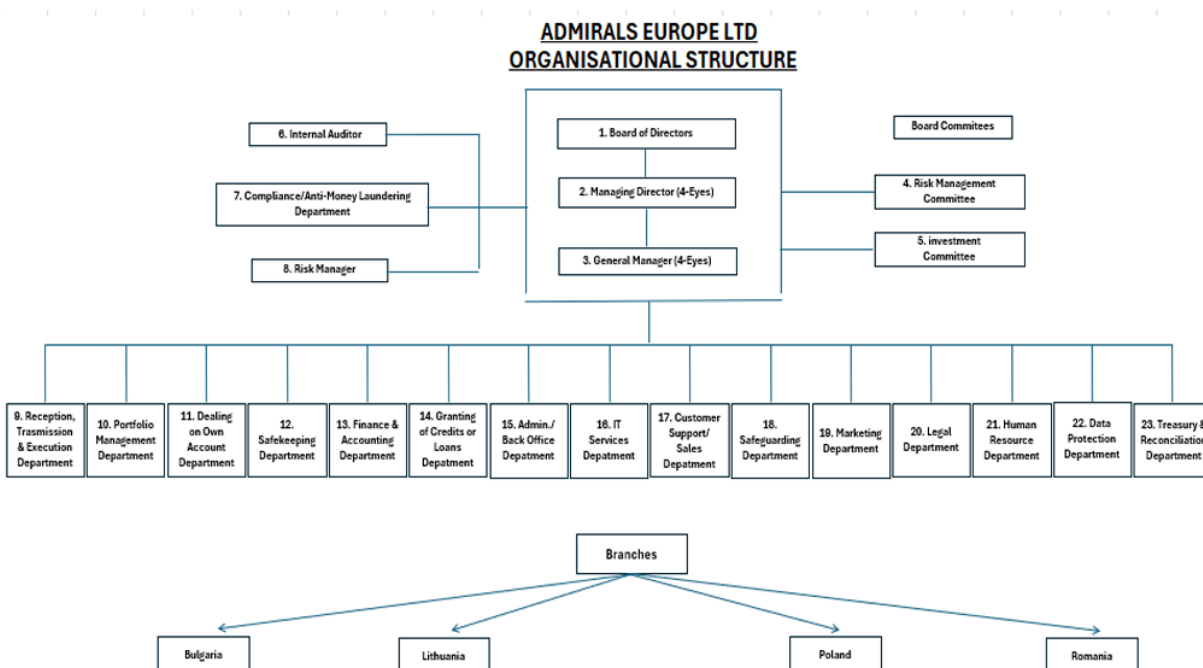 ADMIRALS EUROPE LTD
ORGANISATIONAL STRUCTURE
6. Internal Auditor
1. Board of Directors
Board Commitees
7. Compliance/Anti-Money Laundering
Department
2. Managing Director (4-Eyes)
4. Risk Management
Committee
8. Risk Manager
3. General Manager (4-Eyes)
5. investment
Committee
9. Reception,
Trasmission
& Execution
Department
10. Portfolio
Management
Department
11. Dealing
on Own
Account
Department
12.
Safekeeping
Department
13. Finance &
Accounting
Department
14. Granting
of Credits or
Loans
Depatment
15. Admin./
Back Office
Depatment
16. IT
Services
Depatment
17. Customer
Support/
Sales
Depatment
18.
Safeguarding
Department
19. Marketing
Department
20. Legal
Department
21. Human
Resource
Department
22. Data
Protection
Department
23. Treasury &
Reconciliation
Department
Branches
Bulgaria
Lithuania
Poland
Romania